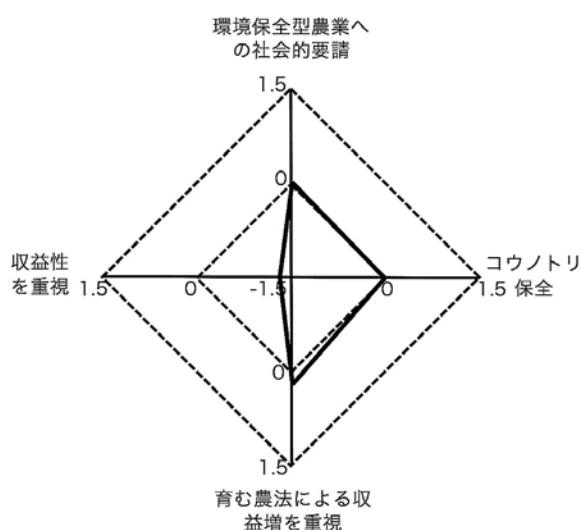 環境保全型農業へ
の社会的要請
1.5
0
収益性
を重視
1.5
0
-1.5
0
1.5
コウノトリ
保全
0
1.5
育む農法による収
益増を重視